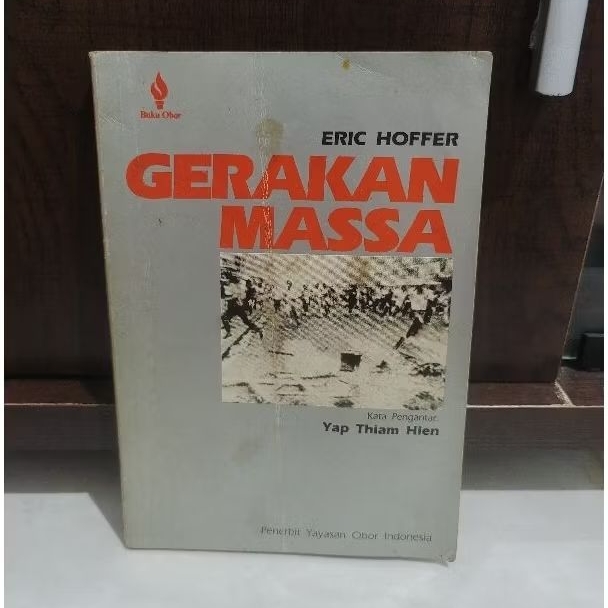 Buku Obor
ERIC HOFFER
GERAKAN
MASSA
Kata Pengantar:
Yap Thiam Hien
Penerbit Yayasan Obor Indonesia